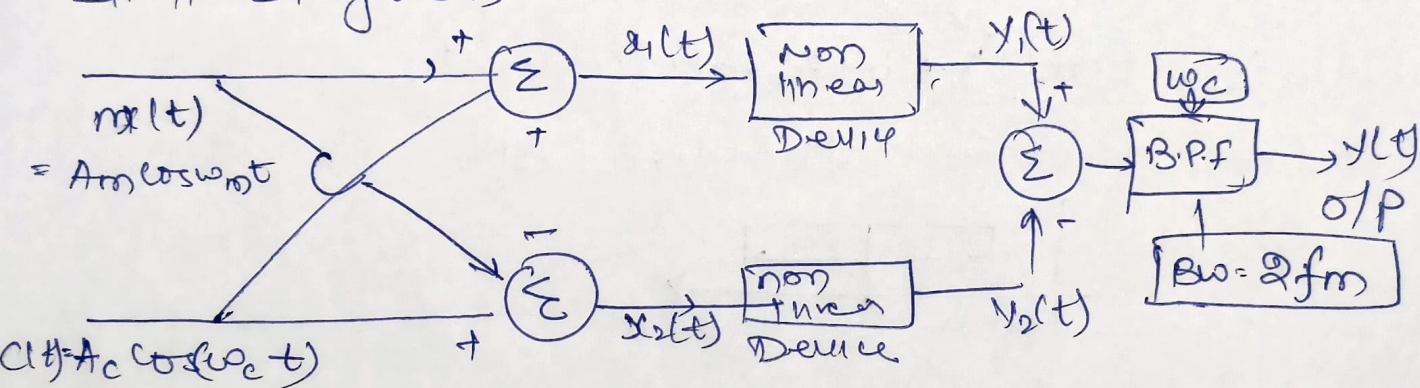 + Σ +
m(t)
= Am cos ωmt
x1(t)
Non linear
Device
y1(t)
+
Σ
-
ωc
B.P.f
y(t)
O/P
BW = 2fm
C(t) = Ac Cos(ωc t)
- Σ +
x2(t)
non linear
Device
y2(t)